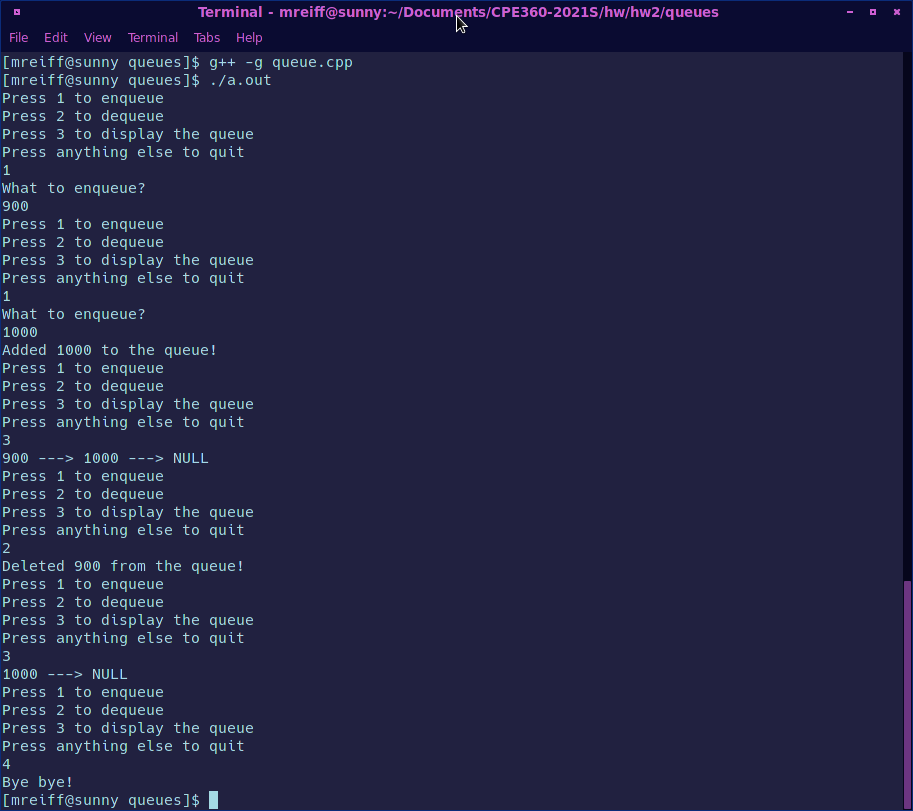 Terminal - mreiff@sunny:~/Documents/CPE360-2021S/hw/hw2/queues
File Edit View Terminal Tabs Help
[mreiff@sunny queues]$ g++ -g queue.cpp
[mreiff@sunny queues]$ ./a.out
Press 1 to enqueue
Press 2 to dequeue
Press 3 to display the queue
Press anything else to quit
1
What to enqueue?
900
Press 1 to enqueue
Press 2 to dequeue
Press 3 to display the queue
Press anything else to quit
1
What to enqueue?
1000
Added 1000 to the queue!
Press 1 to enqueue
Press 2 to dequeue
Press 3 to display the queue
Press anything else to quit
3
900 ---> 1000 ---> NULL
Press 1 to enqueue
Press 2 to dequeue
Press 3 to display the queue
Press anything else to quit
2
Deleted 900 from the queue!
Press 1 to enqueue
Press 2 to dequeue
Press 3 to display the queue
Press anything else to quit
3
1000 ---> NULL
Press 1 to enqueue
Press 2 to dequeue
Press 3 to display the queue
Press anything else to quit
4
Bye bye!
[mreiff@sunny queues]$